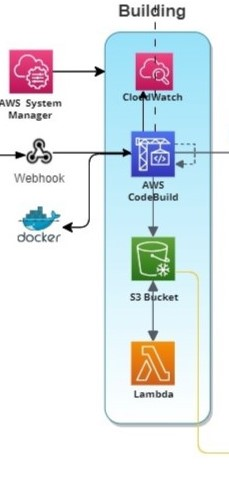 Building
CloudWatch
AWS System
Manager
Webhook
AWS
CodeBuild
docker
S3 Bucket
Lambda